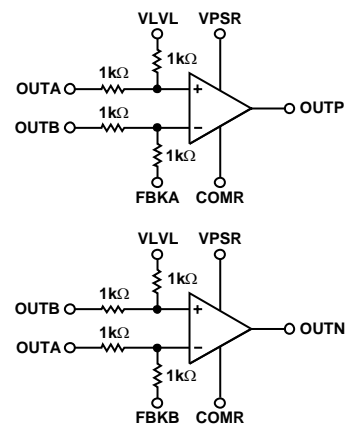 VLVL VPSR
1kΩ 1kΩ
OUTA + OUTP
1kΩ
OUTB −
1kΩ
FBKA COMR
VLVL VPSR
1kΩ 1kΩ
OUTB + OUTN
1kΩ
OUTA −
1kΩ
FBKB COMR